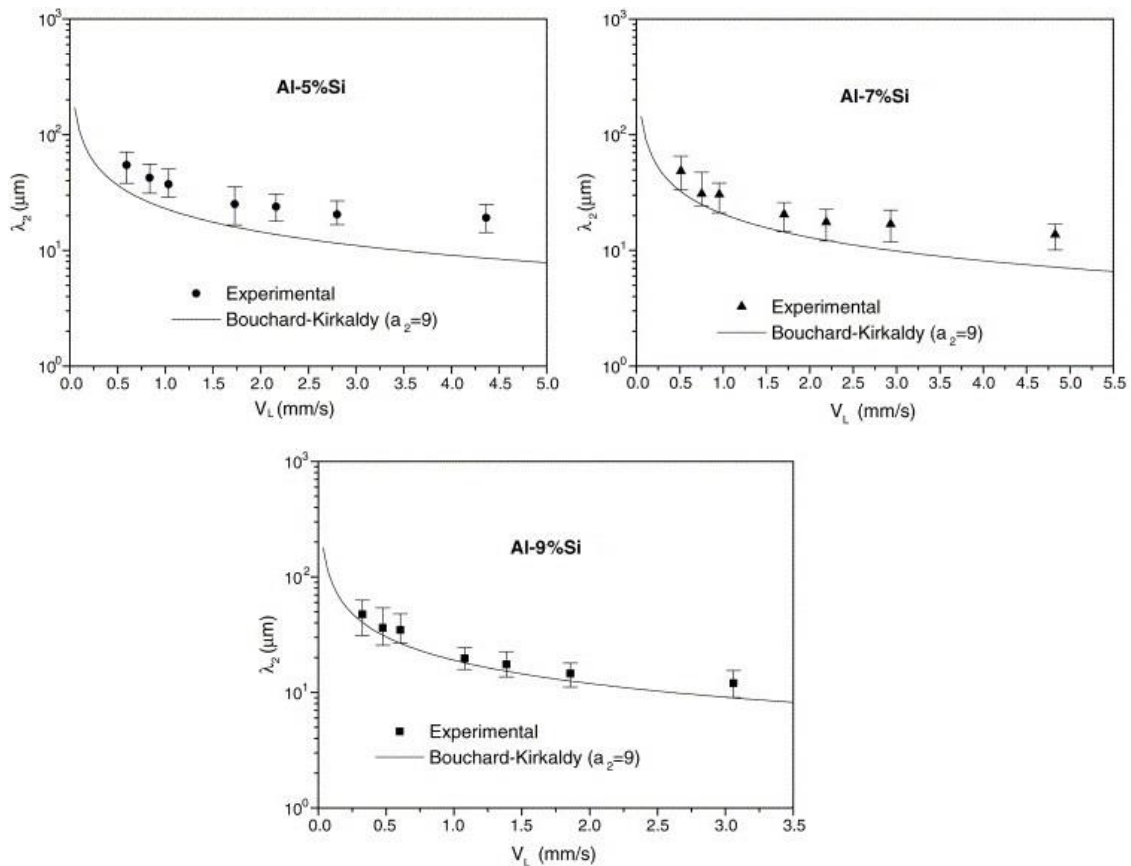 Al-5%Si
λ₂ (μm)
10³
10²
10¹
10⁰
Experimental
Bouchard-Kirkaldy (a₂=9)
0.0 0.5 1.0 1.5 2.0 2.5 3.0 3.5 4.0 4.5 5.0
V_L (mm/s)
Al-7%Si
λ₂ (μm)
10³
10²
10¹
10⁰
Experimental
Bouchard-Kirkaldy (a₂=9)
0.0 0.5 1.0 1.5 2.0 2.5 3.0 3.5 4.0 4.5 5.0 5.5
V_L (mm/s)
Al-9%Si
λ₂ (μm)
10³
10²
10¹
10⁰
Experimental
Bouchard-Kirkaldy (a₂=9)
0.0 0.5 1.0 1.5 2.0 2.5 3.0 3.5
V_L (mm/s)